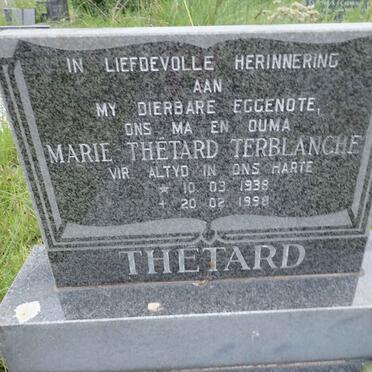 IN LIEFDEVOLLE HERINNERING
AAN
MY DIERBARE EGGENOTE,
ONS MA EN OUMA
MARIE THÉTARD TERBLANCHE
VIR ALTYD IN ONS HARTE
* 10 03 1938
+ 20 02 1998
THETARD